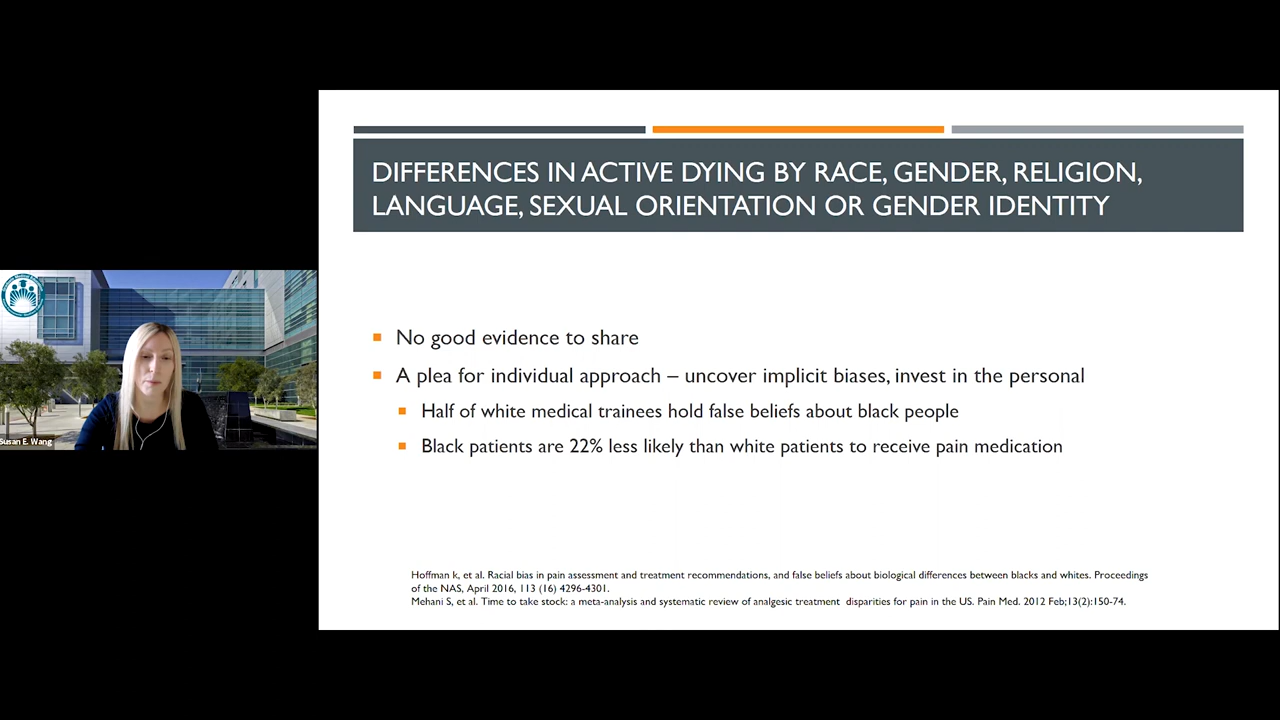 DIFFERENCES IN ACTIVE DYING BY RACE, GENDER, RELIGION,
LANGUAGE, SEXUAL ORIENTATION OR GENDER IDENTITY
No good evidence to share
A plea for individual approach – uncover implicit biases, invest in the personal
Half of white medical trainees hold false beliefs about black people
Black patients are 22% less likely than white patients to receive pain medication
Hoffman k, et al. Racial bias in pain assessment and treatment recommendations, and false beliefs about biological differences between blacks and whites. Proceedings
of the NAS, April 2016, 113 (16) 4296-4301.
Mehani S, et al. Time to take stock: a meta-analysis and systematic review of analgesic treatment disparities for pain in the US. Pain Med. 2012 Feb;13(2):150-74.
Susan E. Wang